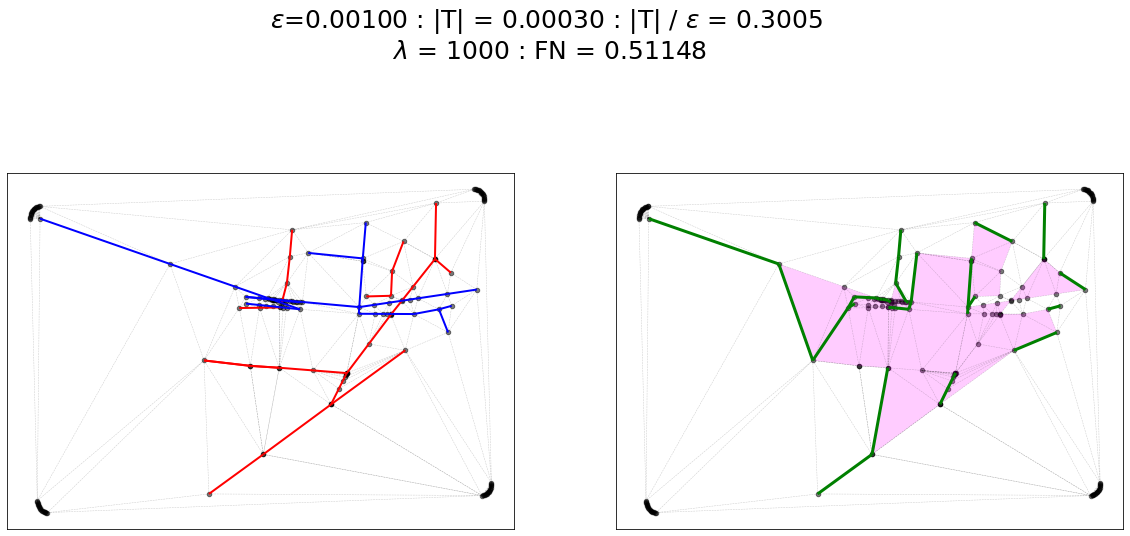 ε=0.00100 : |T| = 0.00030 : |T| / ε = 0.3005
λ = 1000 : FN = 0.51148